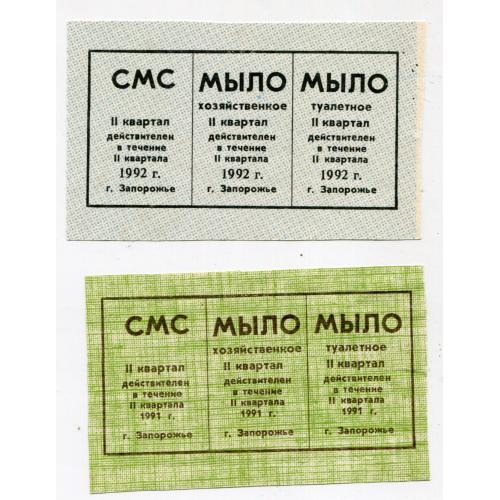 СМС
II квартал
действителен
в течение
II квартала
1992 г.
г. Запорожье
МЫЛО
хозяйственное
II квартал
действителен
в течение
II квартала
1992 г.
г. Запорожье
МЫЛО
туалетное
II квартал
действителен
в течение
II квартала
1992 г.
г. Запорожье
СМС
II квартал
действителен
в течение
II квартала
1991 г.
г. Запорожье
МЫЛО
хозяйственное
II квартал
действителен
в течение
II квартала
1991 г.
г. Запорожье
МЫЛО
туалетное
II квартал
действителен
в течение
II квартала
1991 г.
г. Запорожье